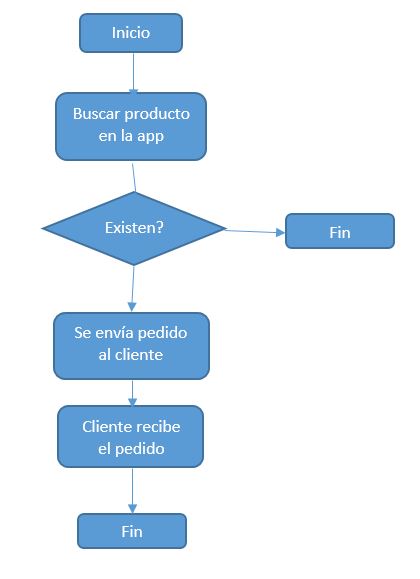 Inicio
Buscar producto
en la app
Existen?
Fin
Se envía pedido
al cliente
Cliente recibe
el pedido
Fin